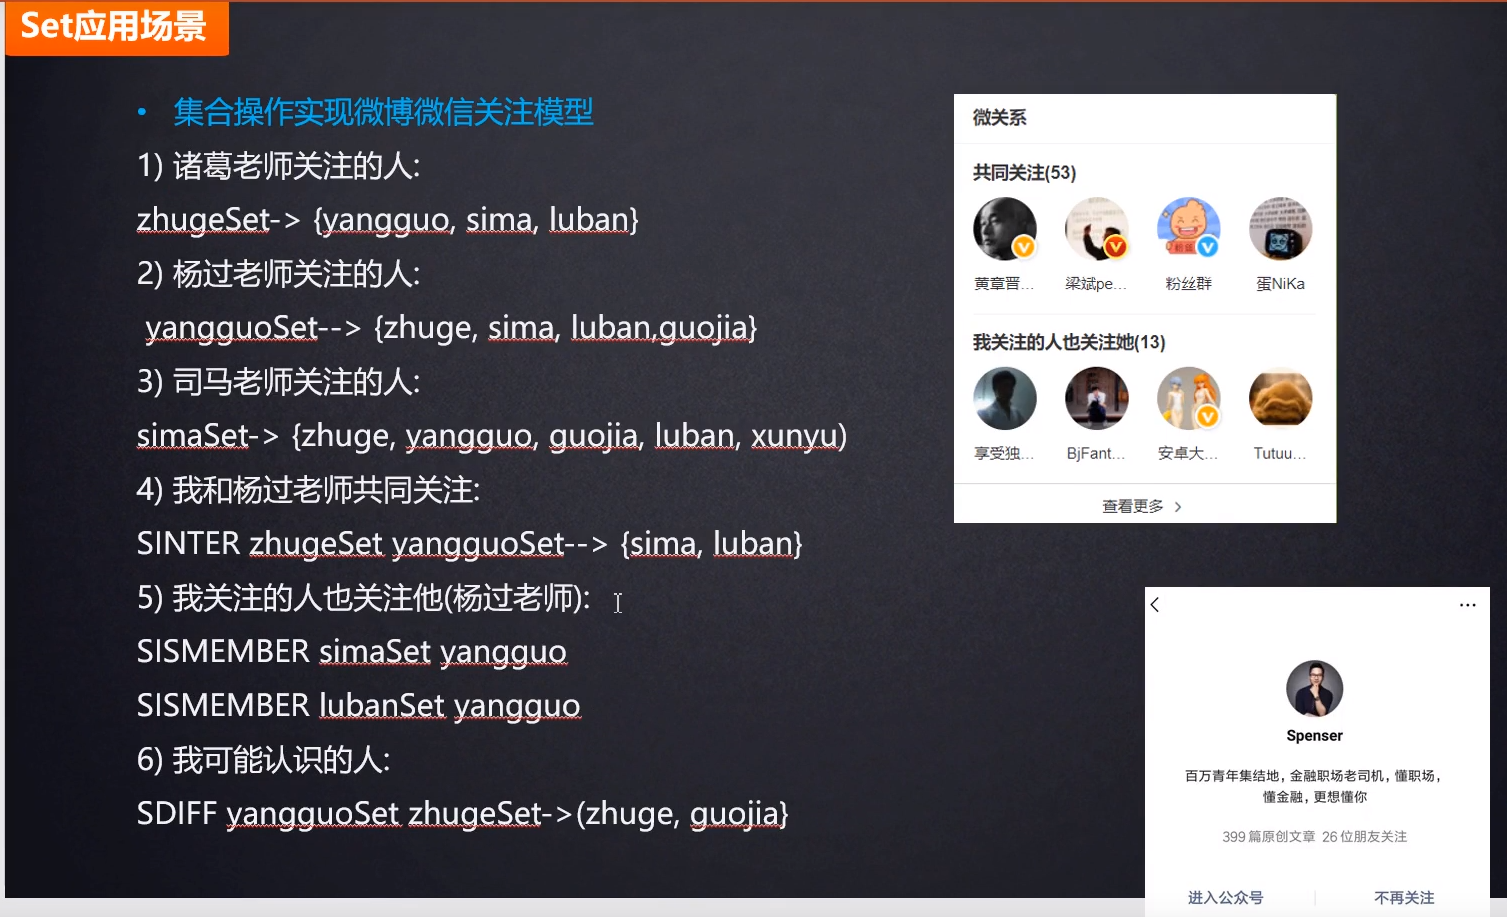 Set应用场景
• 集合操作实现微博微信关注模型
1) 诸葛老师关注的人:
zhugeSet-> {yangguo, sima, luban}
2) 杨过老师关注的人:
yangguoSet--> {zhuge, sima, luban,guojia}
3) 司马老师关注的人:
simaSet-> {zhuge, yangguo, guojia, luban, xunyu)
4) 我和杨过老师共同关注:
SINTER zhugeSet yangguoSet--> {sima, luban}
5) 我关注的人也关注他(杨过老师):
SISMEMBER simaSet yangguo
SISMEMBER lubanSet yangguo
6) 我可能认识的人:
SDIFF yangguoSet zhugeSet->(zhuge, guojia}
微关系
共同关注(53)
黄章晋... 梁斌pe... 粉丝群 蛋NiKa
我关注的人也关注她(13)
享受独... BjFant... 安卓大... Tutuu...
查看更多 >
Spenser
百万青年集结地，金融职场老司机，懂职场，
懂金融，更想懂你
399篇原创文章 26位朋友关注
进入公众号 不再关注